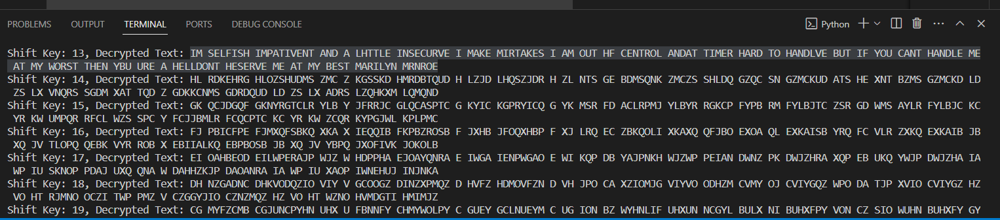 PROBLEMS OUTPUT TERMINAL PORTS DEBUG CONSOLE Python
Shift Key: 13, Decrypted Text: IM SELFISH IMPATIVENT AND A LHTTLE INSECURVE I MAKE MIRTAKES I AM OUT HF CENTROL ANDAT TIMER HARD TO HANDLVE BUT IF YOU CANT HANDLE ME
AT MY WORST THEN YBU URE A HELLDONT HESERVE ME AT MY BEST MARILYN MRNROE
Shift Key: 14, Decrypted Text: HL RDKEHRG HLOZSHUDMS ZMC Z KGSSKD HMRDBTQUD H LZJD LHQSZJDR H ZL NTS GE BDMSQNK ZMCZS SHLDQ GZQC SN GZMCKUD ATS HE XNT BZMS GZMCKD LD
ZS LX VNQRS SGDM XAT TQD Z GDKKCNMS GDRDQUD LD ZS LX ADRS LZQHKXM LQMQND
Shift Key: 15, Decrypted Text: GK QCJDGQF GKNYRGTCLR YLB Y JFRRJC GLQCASPTC G KYIC KGPRYICQ G YK MSR FD ACLRPMJ YLBYR RGKCP FYPB RM FYLBJTC ZSR GD WMS AYLR FYLBJC KC
YR KW UMPQR RFCL WZS SPC Y FCJJBMLR FCQCPTC KC YR KW ZCQR KYPGJWL KPLPMC
Shift Key: 16, Decrypted Text: FJ PBICFPE FJMXQFSBKQ XKA X IEQQIB FKPBZROSB F JXHB JFOQXHBP F XJ LRQ EC ZBKQOLI XKAXQ QFJBO EXOA QL EXKAISB YRQ FC VLR ZXKQ EXKAIB JB
XQ JV TLOPQ QEBK VYR ROB X EBIIALKQ EBPBOSB JB XQ JV YBPQ JXOFIVK JOKOLB
Shift Key: 17, Decrypted Text: EI OAHBEOD EILWPERAJP WJZ W HDPPHA EJOAYQNRA E IWGA IENPWGAO E WI KQP DB YAJPNKH WJZWP PEIAN DWNZ PK DWJZHRA XQP EB UKQ YWJP DWJZHA IA
WP IU SKNOP PDAJ UXQ QNA W DAHHZKJP DAOANRA IA WP IU XAOP IWNEHUJ INJNKA
Shift Key: 18, Decrypted Text: DH NZGADNC DHKVODQZIO VIY V GCOOGZ DINZXPMQZ D HVFZ HDMOVFZN D VH JPO CA XZIOMJG VIYVO ODHZM CVMY OJ CVIYGQZ WPO DA TJP XVIO CVIYGZ HZ
VO HT RJMNO OCZI TWP PMZ V CZGGYJIO CZNZMQZ HZ VO HT WZNO HVMDGTI HMIMJZ
Shift Key: 19, Decrypted Text: CG MYFZCMB CGJUNCPYHN UHX U FBNNFY CHMYWOLPY C GUEY GCLNUEYM C UG ION BZ WYHNLIF UHXUN NCGYL BULX NI BUHXFPY VON CZ SIO WUHN BUHXFY GY